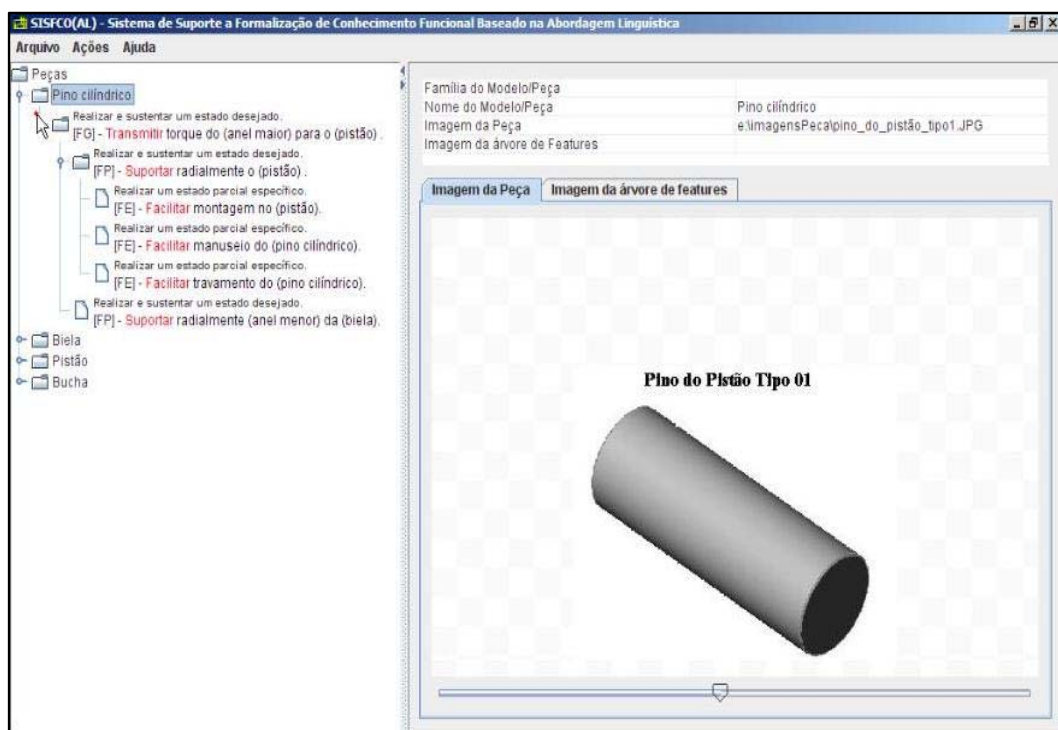 SISFCO(AL) - Sistema de Suporte a Formalização de Conhecimento Funcional Baseado na Abordagem Linguística
Arquivo Ações Ajuda
Peças
Pino cilíndrico
Realizar e sustentar um estado desejado.
[FG] - Transmitir torque do (anel maior) para o (pistão) .
Realizar e sustentar um estado desejado.
[FP] - Suportar radialmente o (pistão) .
Realizar um estado parcial específico.
[FE] - Facilitar montagem no (pistão).
Realizar um estado parcial específico.
[FE] - Facilitar manuseio do (pino cilíndrico).
Realizar um estado parcial específico.
[FE] - Facilitar travamento do (pino cilíndrico).
Realizar e sustentar um estado desejado.
[FP] - Suportar radialmente (anel menor) da (biela).
Biela
Pistão
Bucha
Família do Modelo/Peça
Nome do Modelo/Peça Pino cilíndrico
Imagem da Peça e:\imagensPeca\pino_do_pistão_tipo1.JPG
Imagem da árvore de Features
Imagem da Peça Imagem da árvore de features
Pino do Pistão Tipo 01